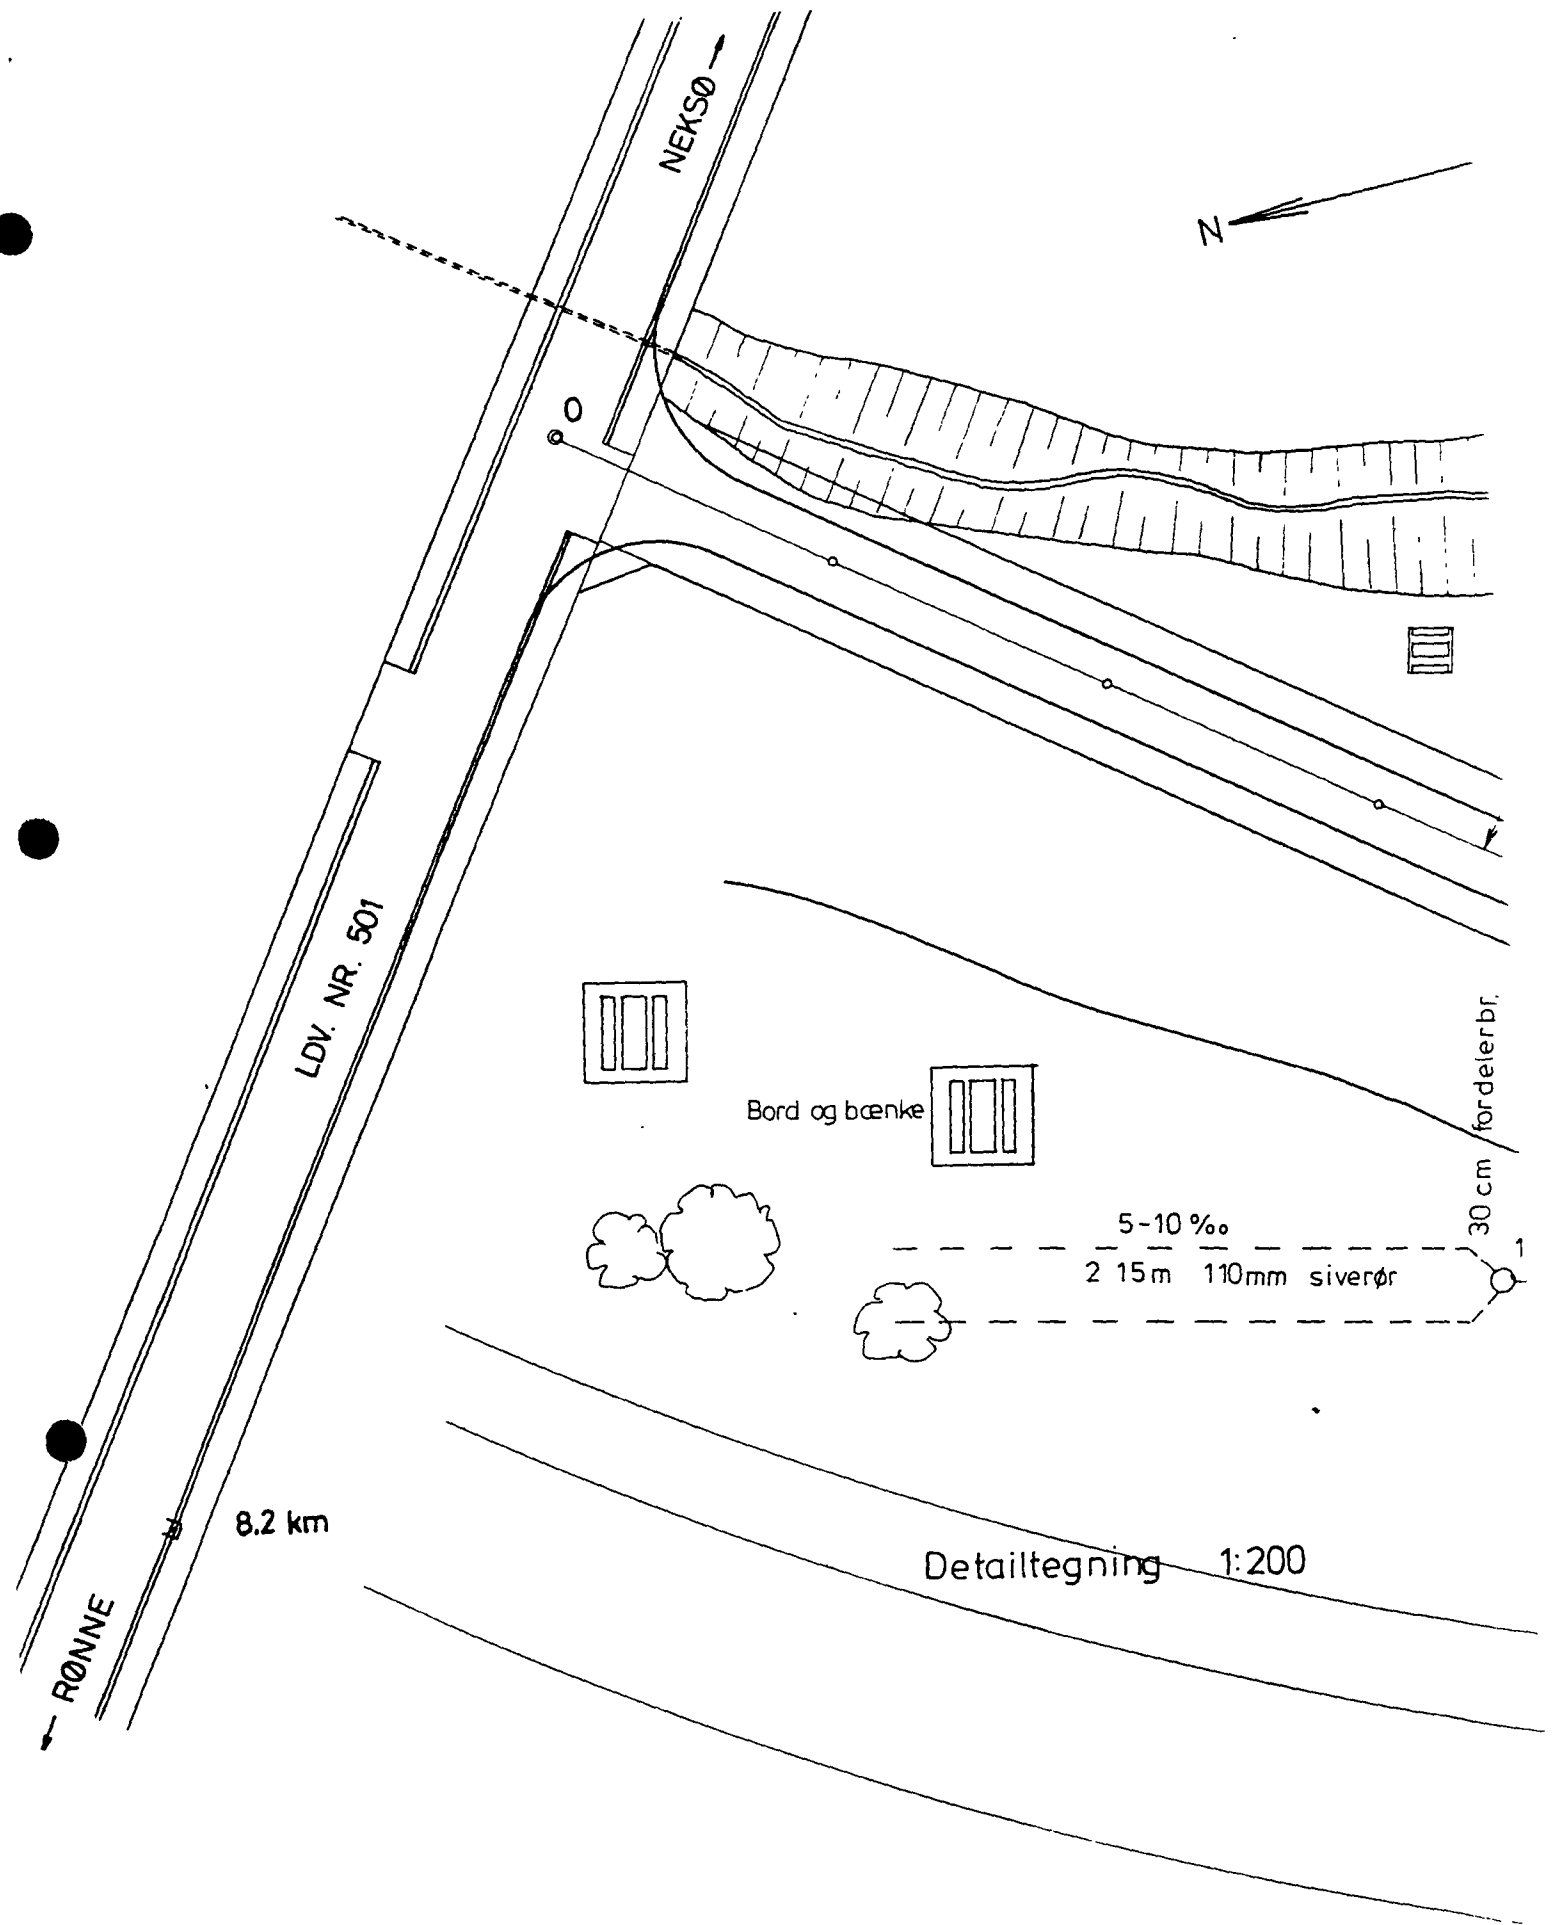 NEKSØ
N
0
LDV. NR. 501
Bord og bænke
30 cm fordelerbr.
5-10 ‰
2 15m 110mm siverør
1
8.2 km
Detailtegning 1:200
RØNNE